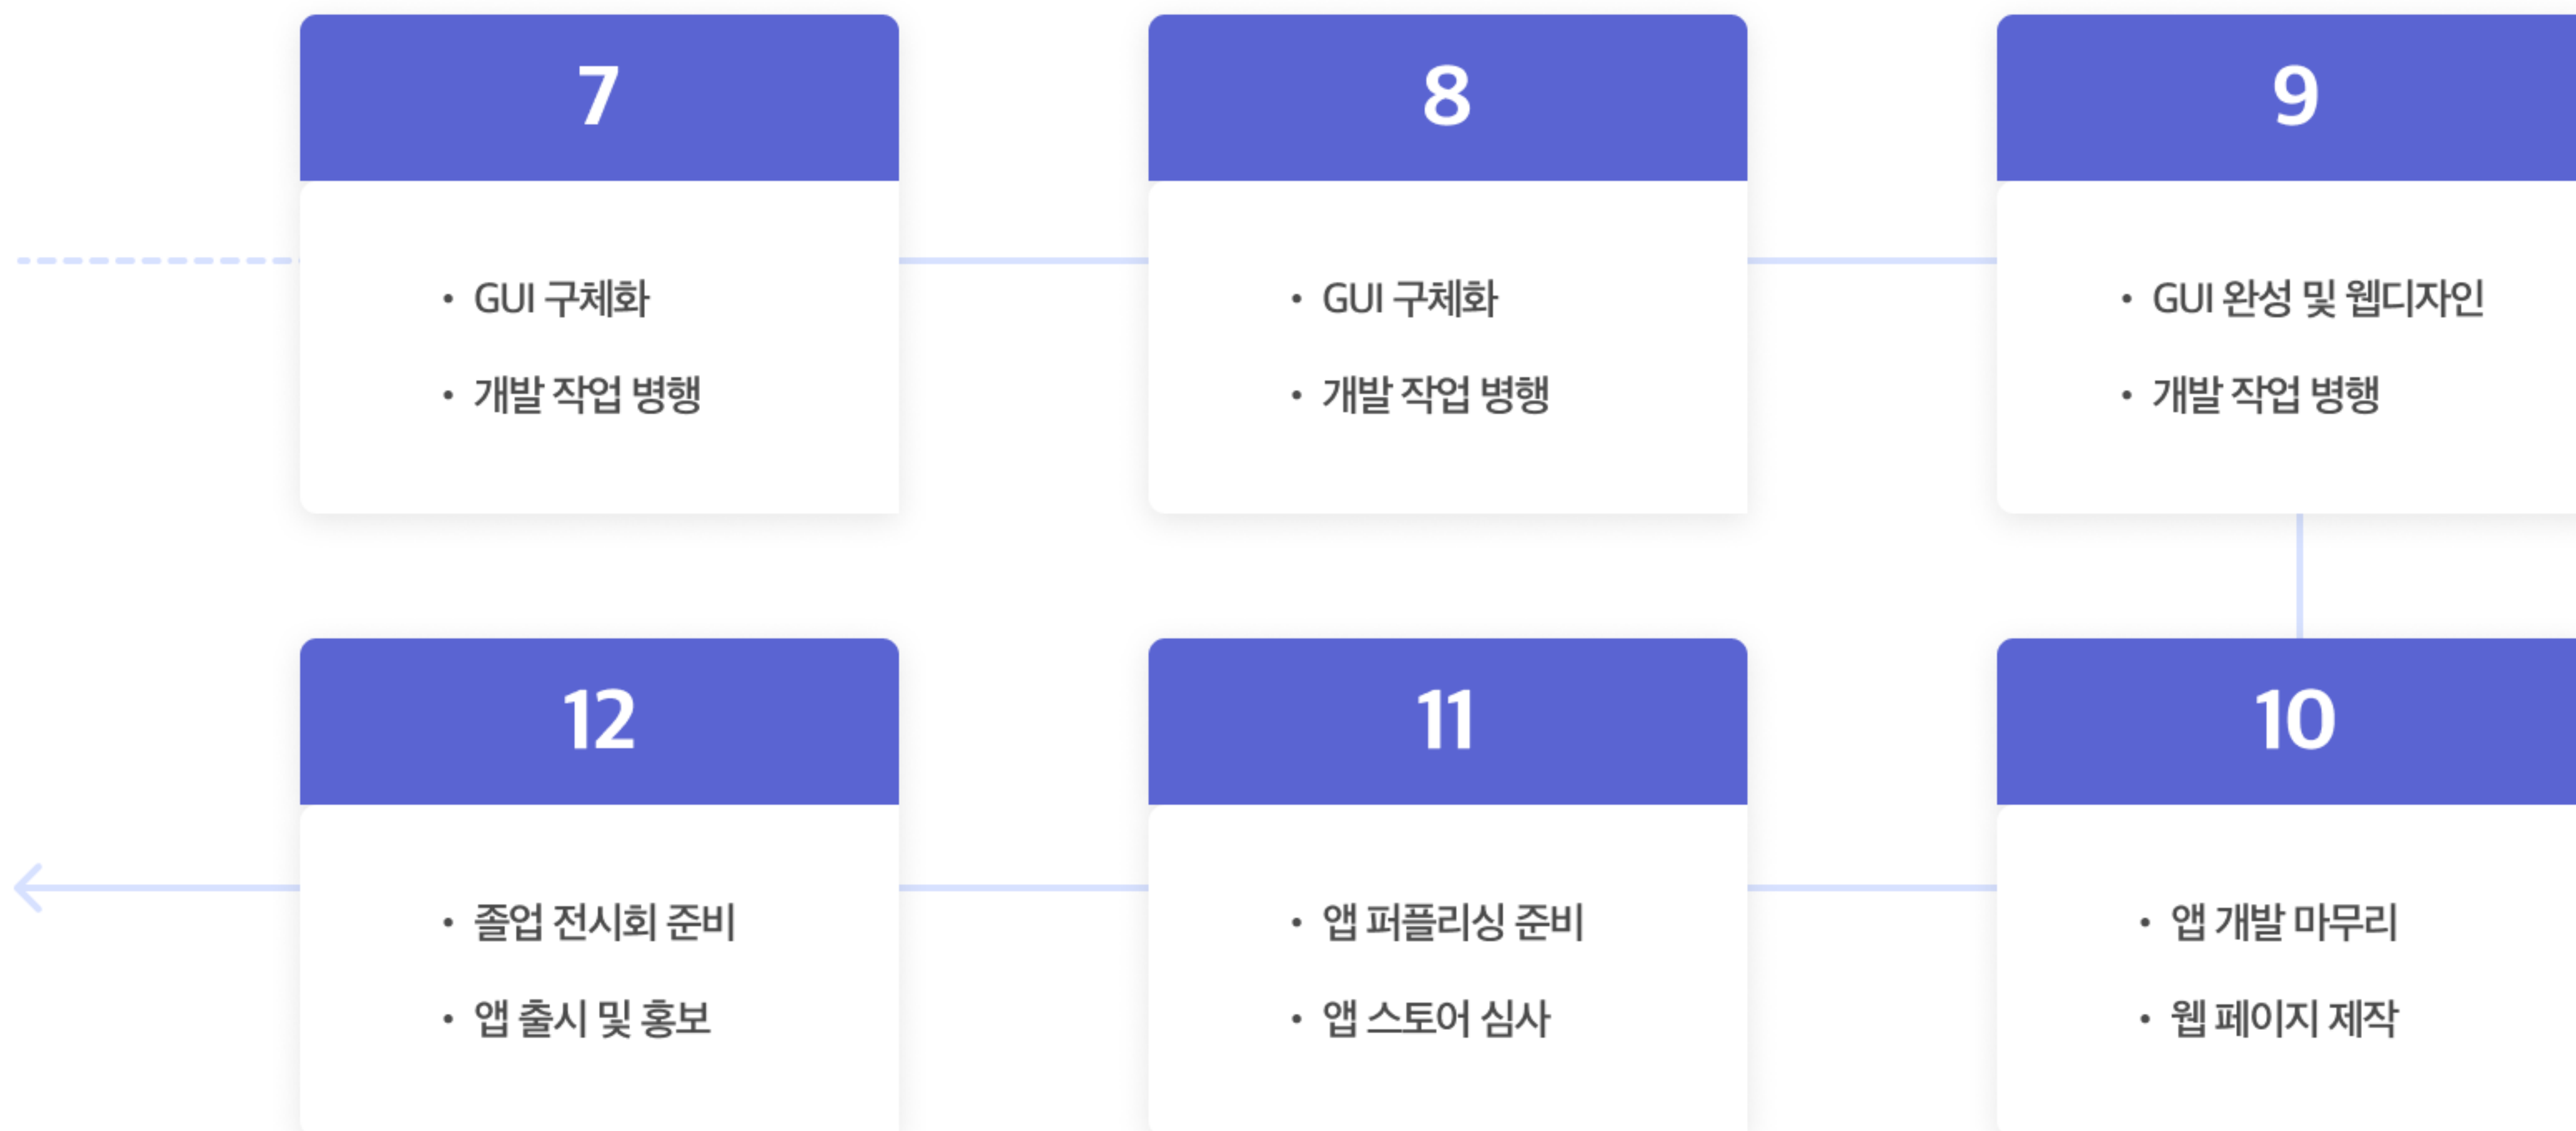 7
• GUI 구체화
• 개발 작업 병행
8
• GUI 구체화
• 개발 작업 병행
9
• GUI 완성 및 웹디자인
• 개발 작업 병행
10
• 앱 개발 마무리
• 웹 페이지 제작
11
• 앱 퍼플리싱 준비
• 앱 스토어 심사
12
• 졸업 전시회 준비
• 앱 출시 및 홍보